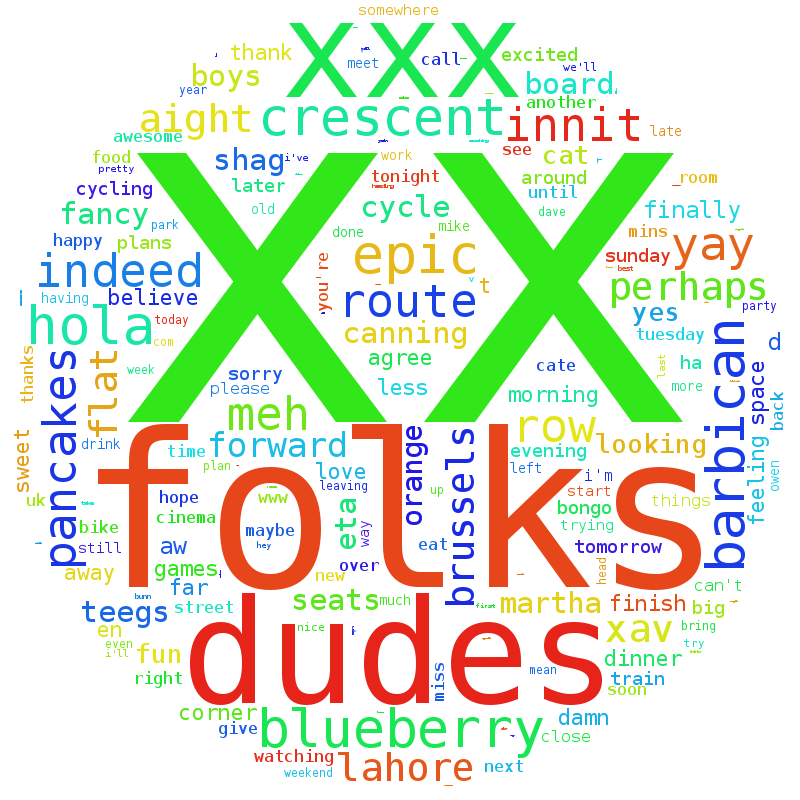 somewhere
xxx
thank
meet
call
excited
we'll
boys
year
board
another
aight
crescent
innit
late
awesome
food
pretty
shag
i've
work
tonight
see
cat
cycling
later
around
until
_room
fancy
park
old
cycle
mike
dave
finally
xx
happy
plans
done
epic
mins
yay
sunday
best
indeed
having
believe
you're
route
t
perhaps
party
hola
today
com
canning
yes
tuesday
d
thanks
pancakes
flat
week
sorry
please
agree
less
cate
morning
last
ha
more
barbican
space
back
meh
row
sweet
drink
time
forward
love
orange
brussels
evening
looking
feeling
owen
plan
leaving
up
left
i'm
uk
hope
www
eta
way
start
things
bike
cinema
maybe
hey
bongo
trying
folks
still
aw
over
eat
tomorrow
away
games
far
new
head
can't
bunn
teegs
street
seats
much
first
martha
finish
big
dudes
en
nice
xav
bring
even
i'll
fun
try
right
miss
mean
dinner
train
soon
corner
give
blueberry
damn
close
watching
weekend
lahore
next